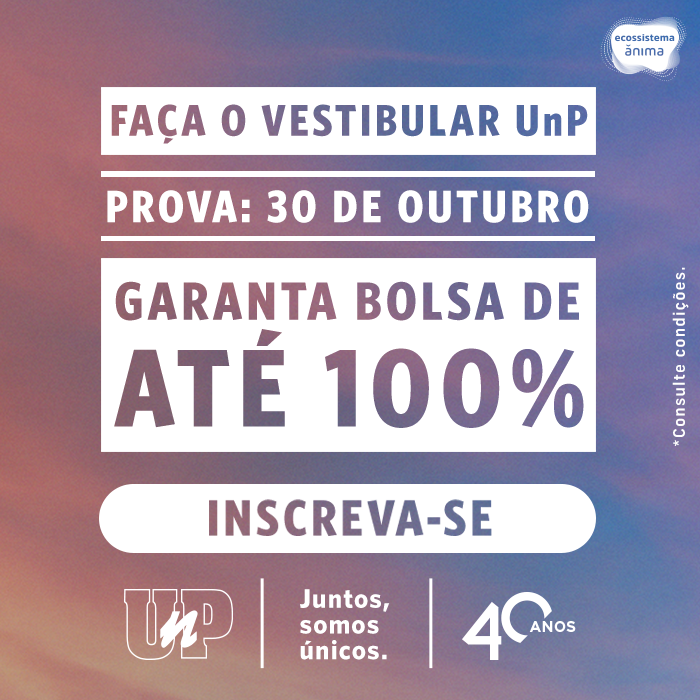 ecossistema
ănima
FAÇA O VESTIBULAR UnP
PROVA: 30 DE OUTUBRO
GARANTA BOLSA DE
ATÉ 100%
*Consulte condições.
INSCREVA-SE
UnP
Juntos,
somos
únicos.
40 ANOS